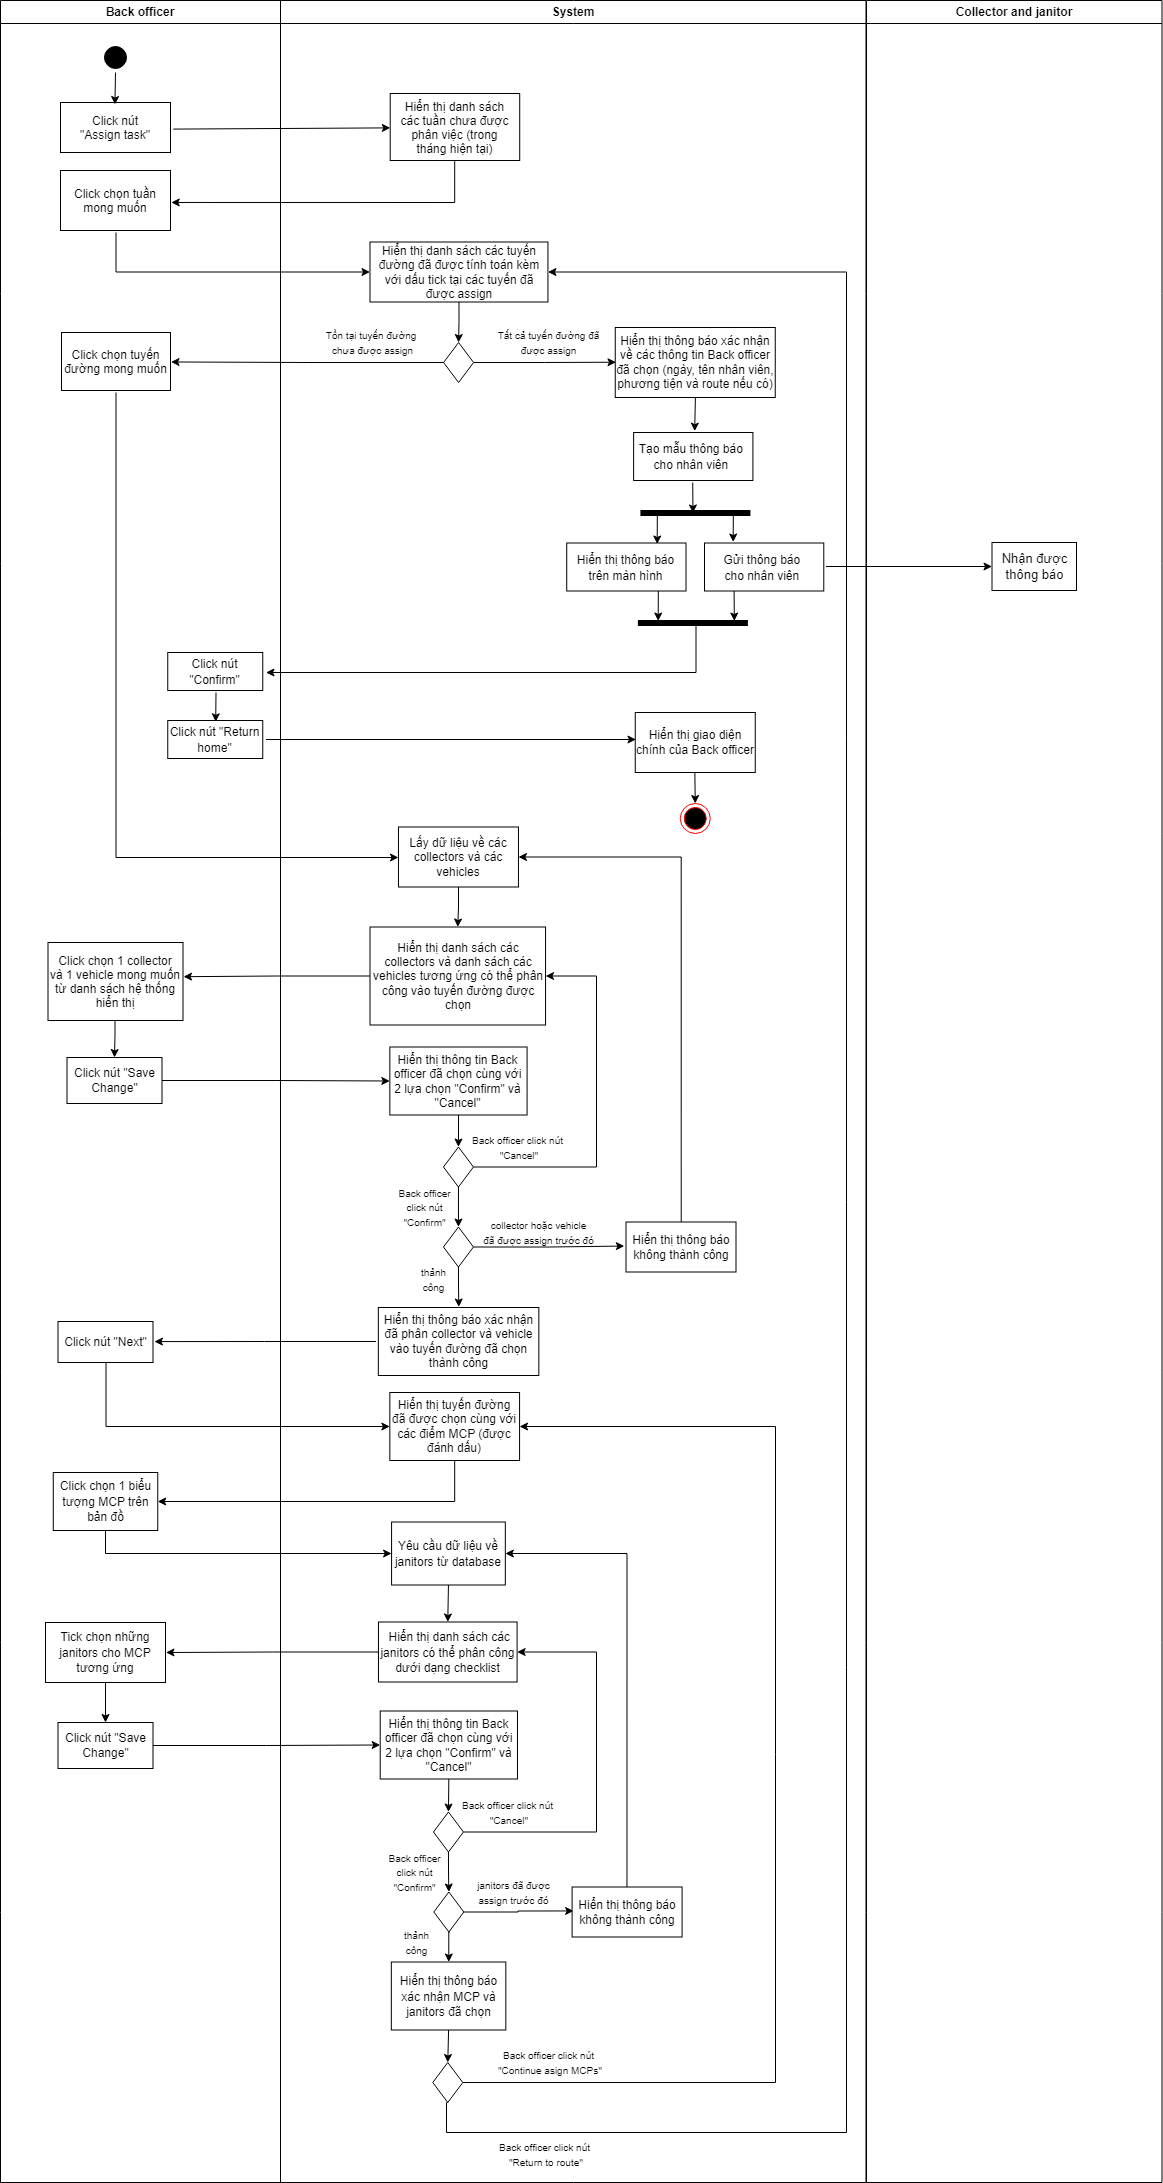 Back officer
System
Collector and janitor
Click nút
"Assign task"
Hiển thị danh sách
các tuần chưa được
phân việc (trong
tháng hiện tại)
Click chọn tuần
mong muốn
Hiển thị danh sách các tuyến
đường đã được tính toán kèm
với dấu tick tại các tuyến đã
được assign
Tồn tại tuyến đường
chưa được assign
Tất cả tuyến đường đã
được assign
Click chọn tuyến
đường mong muốn
Hiển thị thông báo xác nhận
về các thông tin Back officer
đã chọn (ngày, tên nhân viên,
phương tiện và route nếu có)
Tạo mẫu thông báo
cho nhân viên
Hiển thị thông báo
trên màn hình
Gửi thông báo
cho nhân viên
Nhận được
thông báo
Click nút
"Confirm"
Click nút "Return
home"
Hiển thị giao diện
chính của Back officer
Lấy dữ liệu về các
collectors và các
vehicles
Hiển thị danh sách các
collectors và danh sách các
vehicles tương ứng có thể phân
công vào tuyến đường được
chọn
Click chọn 1 collector
và 1 vehicle mong muốn
từ danh sách hệ thống
hiển thị
Click nút "Save
Change"
Hiển thị thông tin Back
officer đã chọn cùng với
2 lựa chọn "Confirm" và
"Cancel"
Back officer click nút
"Cancel"
Back officer
click nút
"Confirm"
collector hoặc vehicle
đã được assign trước đó
Hiển thị thông báo
không thành công
thảnh
công
Hiển thị thông báo xác nhận
đã phân collector và vehicle
vào tuyến đường đã chọn
thành công
Click nút "Next"
Hiển thị tuyến đường
đã được chọn cùng với
các điểm MCP (được
đánh dấu)
Click chọn 1 biểu
tượng MCP trên
bản đồ
Yêu cầu dữ liệu về
janitors từ database
Tick chọn những
janitors cho MCP
tương ứng
Hiển thị danh sách các
janitors có thể phân công
dưới dạng checklist
Click nút "Save
Change"
Hiển thị thông tin Back
officer đã chọn cùng với
2 lựa chọn "Confirm" và
"Cancel"
Back officer click nút
"Cancel"
Back officer
click nút
"Confirm"
janitors đã được
assign trước đó
Hiển thị thông báo
không thành công
thảnh
công
Hiển thị thông báo
xác nhận MCP và
janitors đã chọn
Back officer click nút
"Continue asign MCPs"
Back officer click nút
"Return to route"